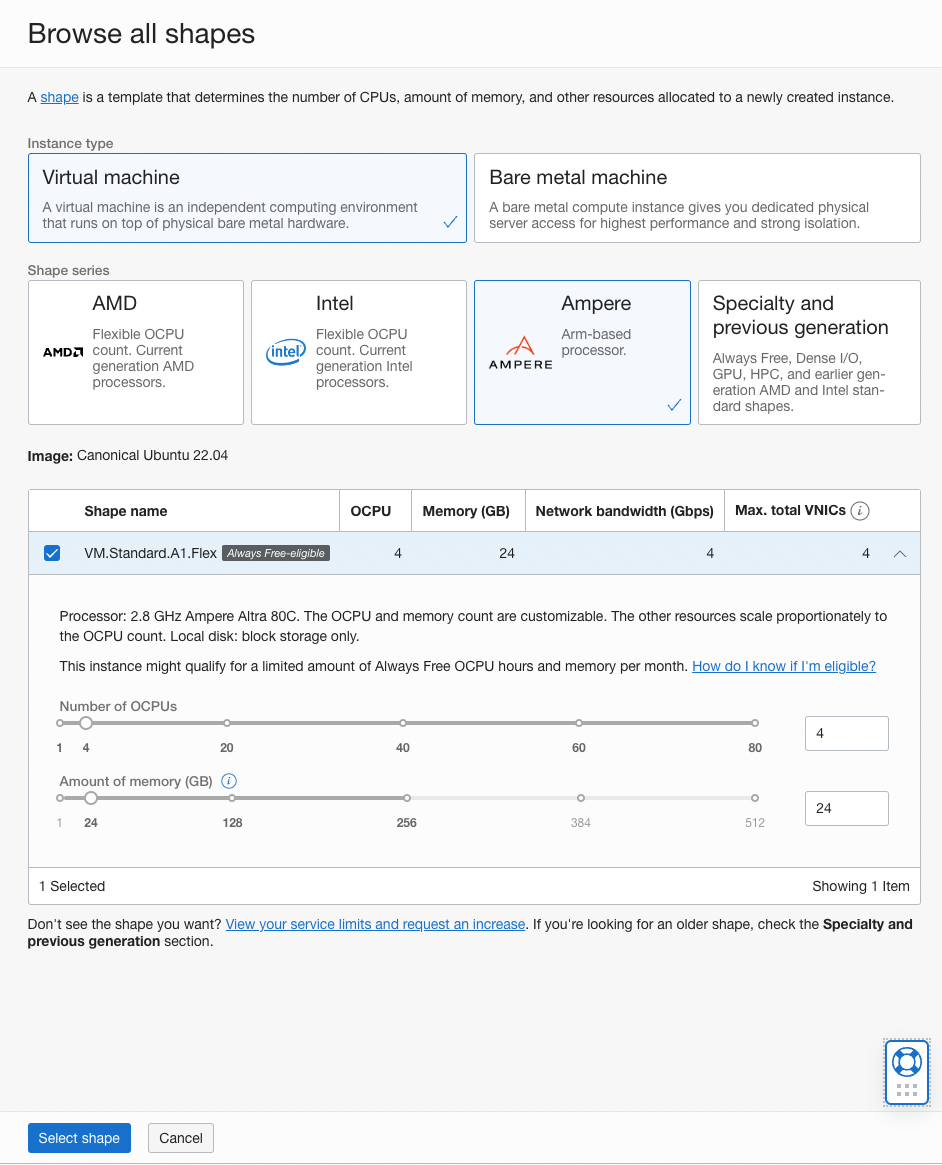 Browse all shapes
A shape is a template that determines the number of CPUs, amount of memory, and other resources allocated to a newly created instance.
Instance type
Virtual machine
A virtual machine is an independent computing environment
that runs on top of physical bare metal hardware.
Bare metal machine
A bare metal compute instance gives you dedicated physical
server access for highest performance and strong isolation.
Shape series
AMD
AMD
Flexible OCPU
count. Current
generation AMD
processors.
Intel
intel
Flexible OCPU
count. Current
generation Intel
processors.
Ampere
AMPERE
Arm-based
processor.
Specialty and
previous generation
Always Free, Dense I/O,
GPU, HPC, and earlier gen-
eration AMD and Intel stan-
dard shapes.
Image: Canonical Ubuntu 22.04
Shape name OCPU Memory (GB) Network bandwidth (Gbps) Max. total VNICs i
VM.Standard.A1.Flex Always Free-eligible 4 24 4 4
Processor: 2.8 GHz Ampere Altra 80C. The OCPU and memory count are customizable. The other resources scale proportionately to
the OCPU count. Local disk: block storage only.
This instance might qualify for a limited amount of Always Free OCPU hours and memory per month. How do I know if I'm eligible?
Number of OCPUs
1 4 20 40 60 80
4
Amount of memory (GB) i
1 24 128 256 384 512
24
1 Selected Showing 1 Item
Don't see the shape you want? View your service limits and request an increase. If you're looking for an older shape, check the Specialty and
previous generation section.
Select shape Cancel